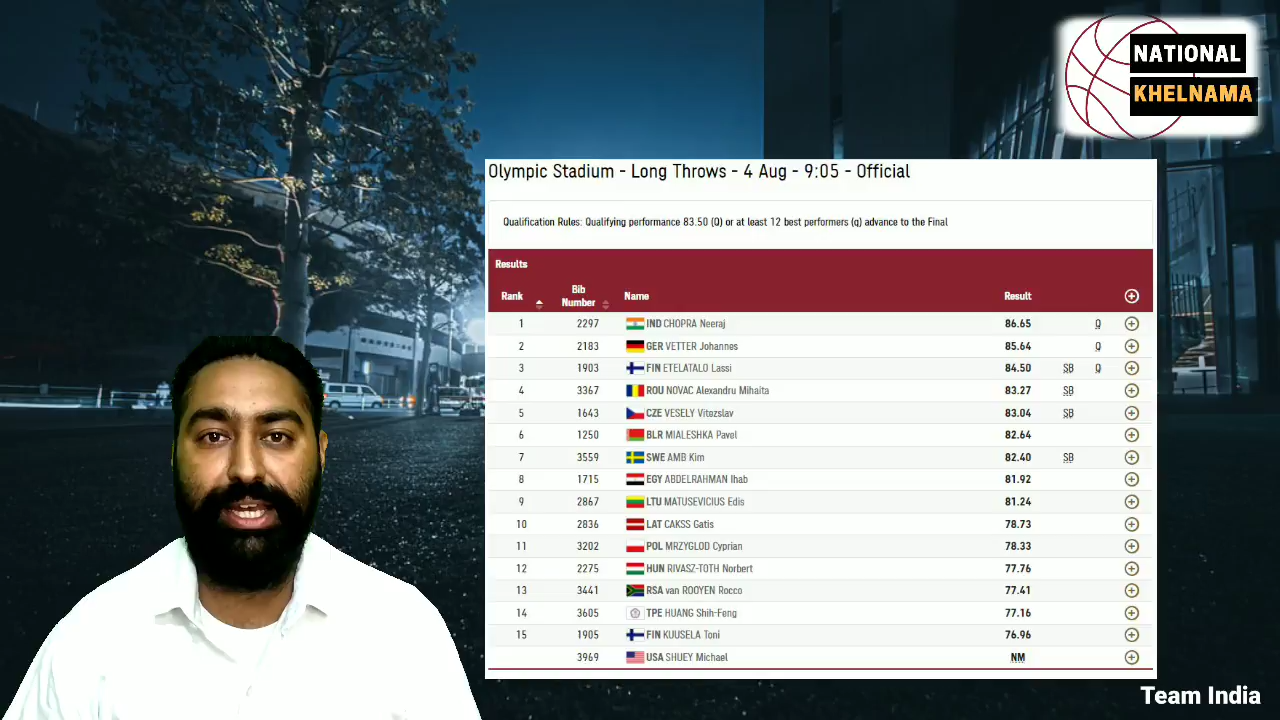 NATIONAL
KHELNAMA
Olympic Stadium - Long Throws - 4 Aug - 9:05 - Official
Qualification Rules: Qualifying performance 83.50 (Q) or at least 12 best performers (q) advance to the Final
Results
Rank Bib Number Name Result
1 2297 IND CHOPRA Neeraj 86.65 Q
2 2183 GER VETTER Johannes 85.64 Q
3 1903 FIN ETELATALO Lassi 84.50 SB Q
4 3367 ROU NOVAC Alexandru Mihaita 83.27 SB
5 1643 CZE VESELY Vitezslav 83.04 SB
6 1250 BLR MIALESHKA Pavel 82.64
7 3559 SWE AMB Kim 82.40 SB
8 1715 EGY ABDELRAHMAN Ihab 81.92
9 2867 LTU MATUSEVICIUS Edis 81.24
10 2836 LAT CAKSS Gatis 78.73
11 3202 POL MRZYGLOD Cyprian 78.33
12 2275 HUN RIVASZ-TOTH Norbert 77.76
13 3441 RSA van ROOYEN Rocco 77.41
14 3605 TPE HUANG Shih-Feng 77.16
15 1905 FIN KUUSELA Toni 76.96
3969 USA SHUEY Michael NM
Team India